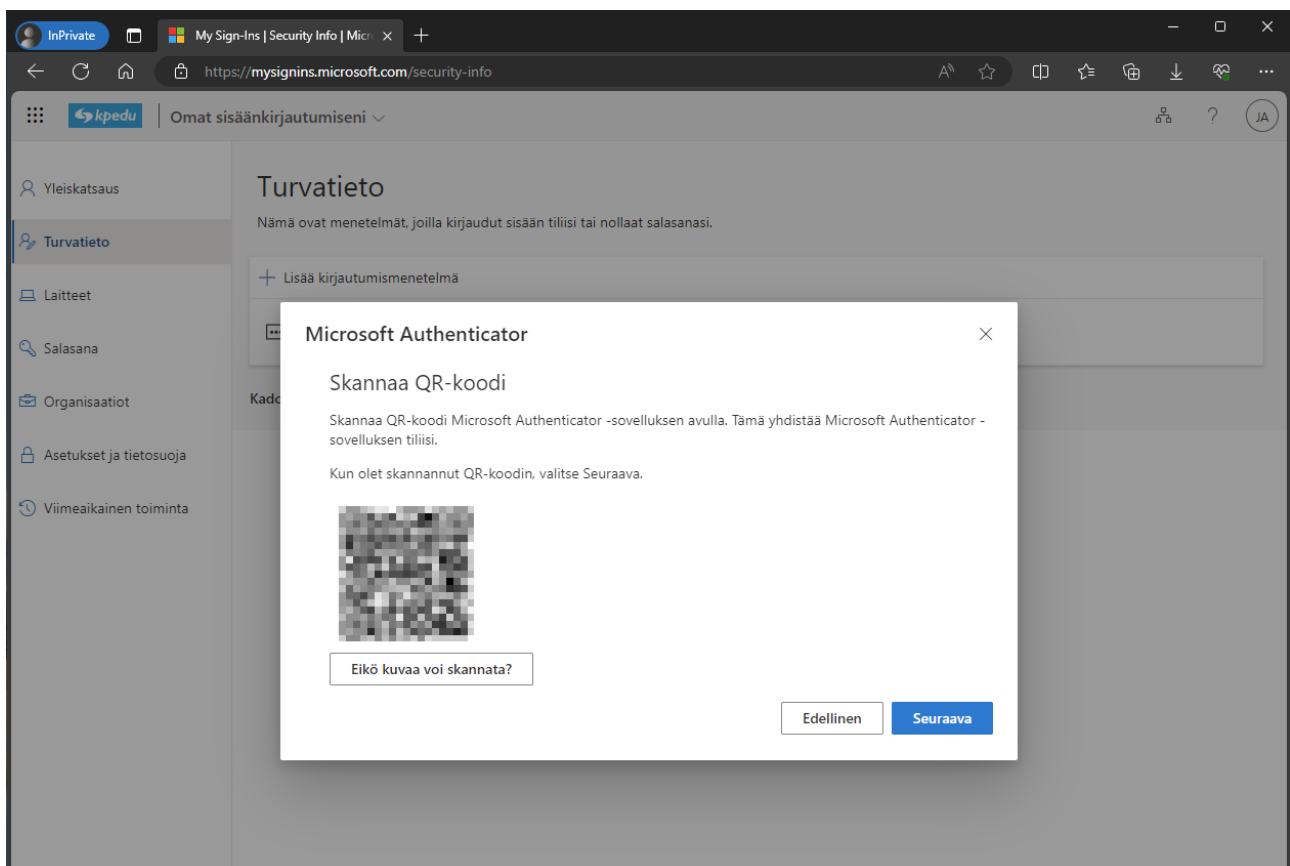 InPrivate
My Sign-Ins | Security Info | Micr
https://mysignins.microsoft.com/security-info
kpedu
Omat sisäänkirjautumiseni
?
JA
Yleiskatsaus
Turvatieto
Laitteet
Salasana
Organisaatiot
Asetukset ja tietosuoja
Viimeaikainen toiminta
Turvatieto
Nämä ovat menetelmät, joilla kirjaudut sisään tiliisi tai nollaat salasanasi.
+ Lisää kirjautumismenetelmä
Kado
Microsoft Authenticator
Skannaa QR-koodi
Skannaa QR-koodi Microsoft Authenticator -sovelluksen avulla. Tämä yhdistää Microsoft Authenticator -
sovelluksen tiliisi.
Kun olet skannannut QR-koodin, valitse Seuraava.
Eikö kuvaa voi skannata?
Edellinen
Seuraava